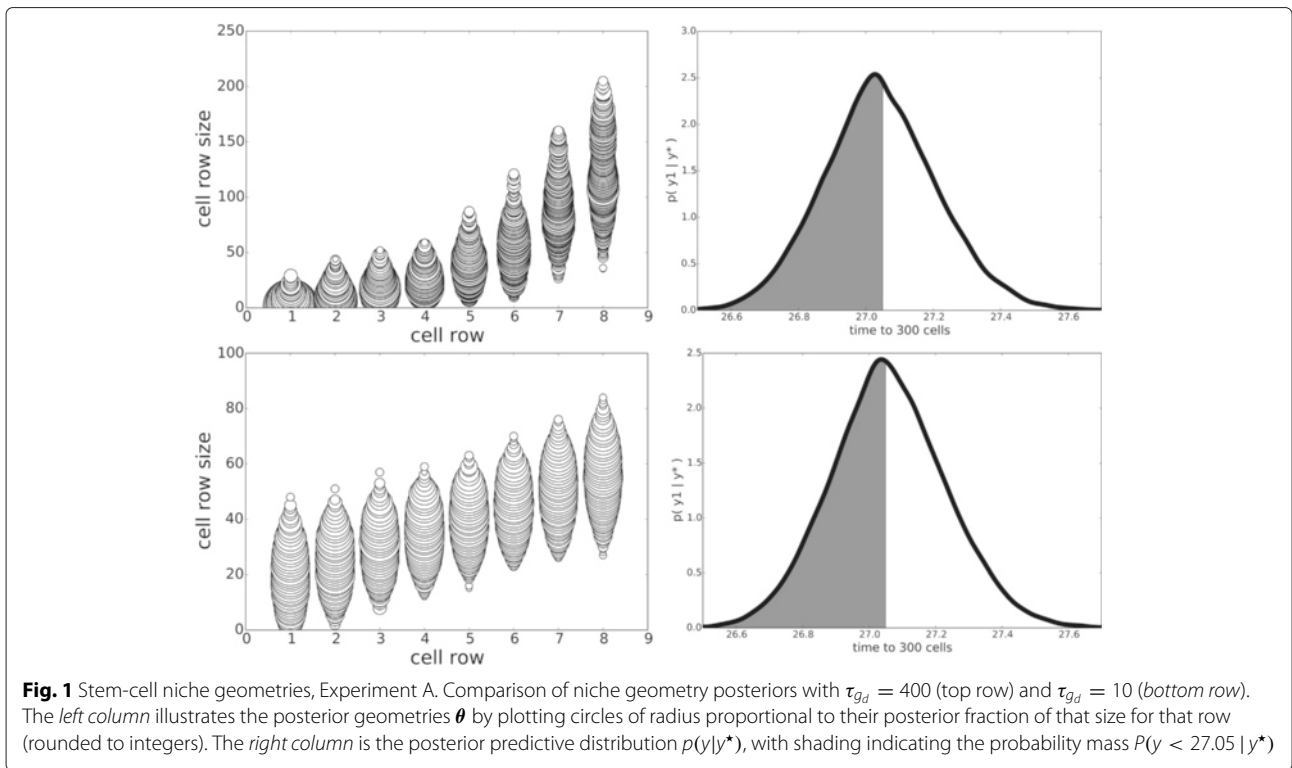 250
200
150
100
50
0
cell row size
0 1 2 3 4 5 6 7 8 9
cell row
3.0
2.5
2.0
1.5
1.0
0.5
0.0
p( y1 | y* )
26.6 26.8 27.0 27.2 27.4 27.6
time to 300 cells
100
80
60
40
20
0
cell row size
0 1 2 3 4 5 6 7 8 9
cell row
2.5
2.0
1.5
1.0
0.5
0.0
p( y1 | y* )
26.6 26.8 27.0 27.2 27.4 27.6
time to 300 cells
Fig. 1 Stem-cell niche geometries, Experiment A. Comparison of niche geometry posteriors with τ_{g_d} = 400 (top row) and τ_{g_d} = 10 (bottom row).
The left column illustrates the posterior geometries θ by plotting circles of radius proportional to their posterior fraction of that size for that row
(rounded to integers). The right column is the posterior predictive distribution p(y|y⋆), with shading indicating the probability mass P(y < 27.05 | y⋆)